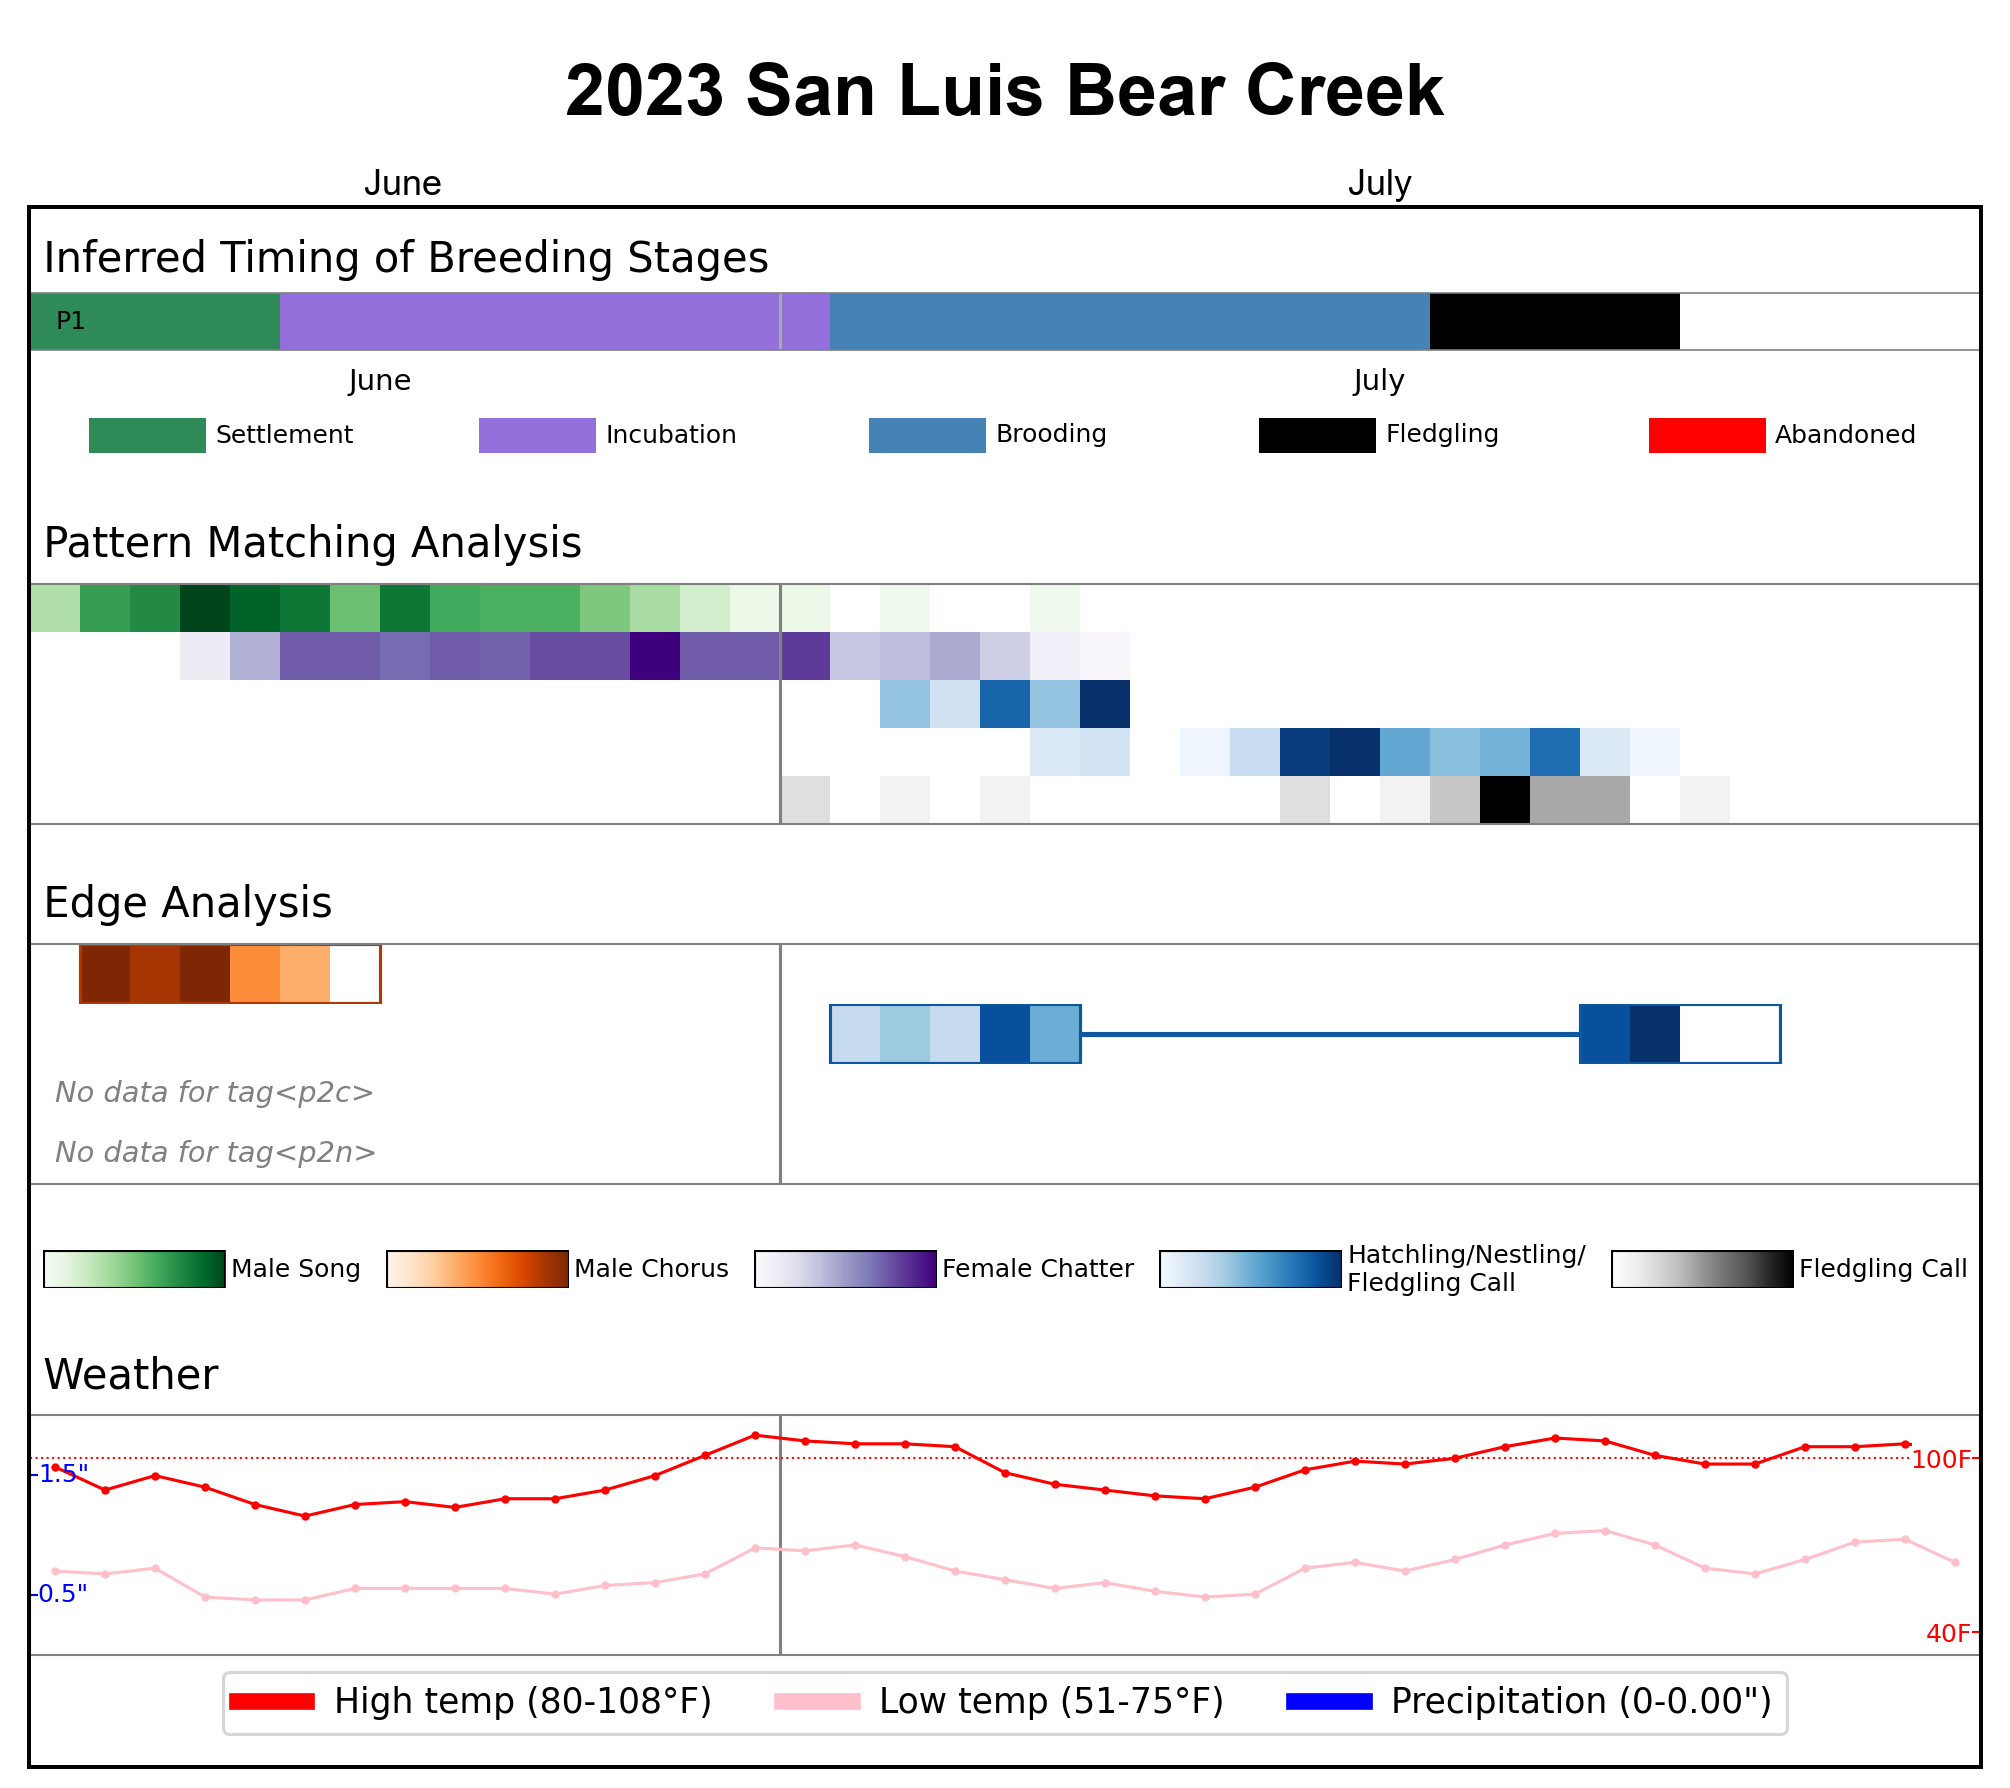 2023 San Luis Bear Creek
June July
Inferred Timing of Breeding Stages
P1
June July
Settlement Incubation Brooding Fledgling Abandoned
Pattern Matching Analysis
Edge Analysis
No data for tag<p2c>
No data for tag<p2n>
Male Song Male Chorus Female Chatter Hatchling/Nestling/
Fledgling Call Fledgling Call
Weather
1.5" 100F
0.5"
40F
High temp (80-108°F) Low temp (51-75°F) Precipitation (0-0.00")